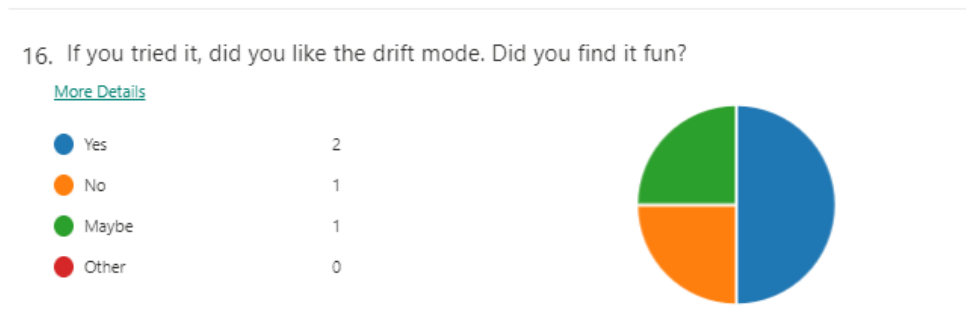 16. If you tried it, did you like the drift mode. Did you find it fun?
More Details
Yes 2
No 1
Maybe 1
Other 0